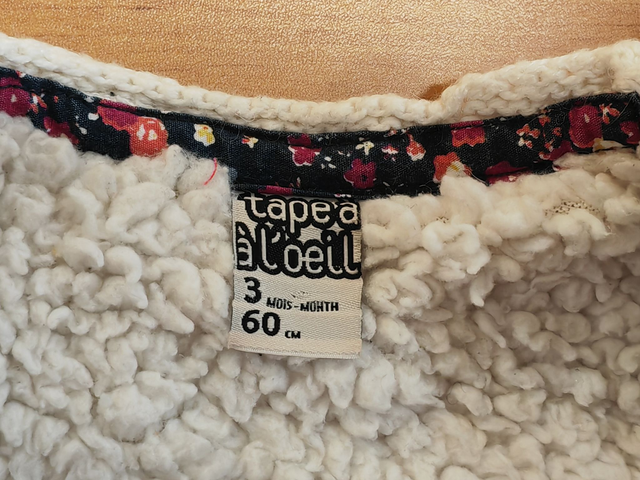 tape à
à l'oeil
3 MOIS-MONTH
60 CM